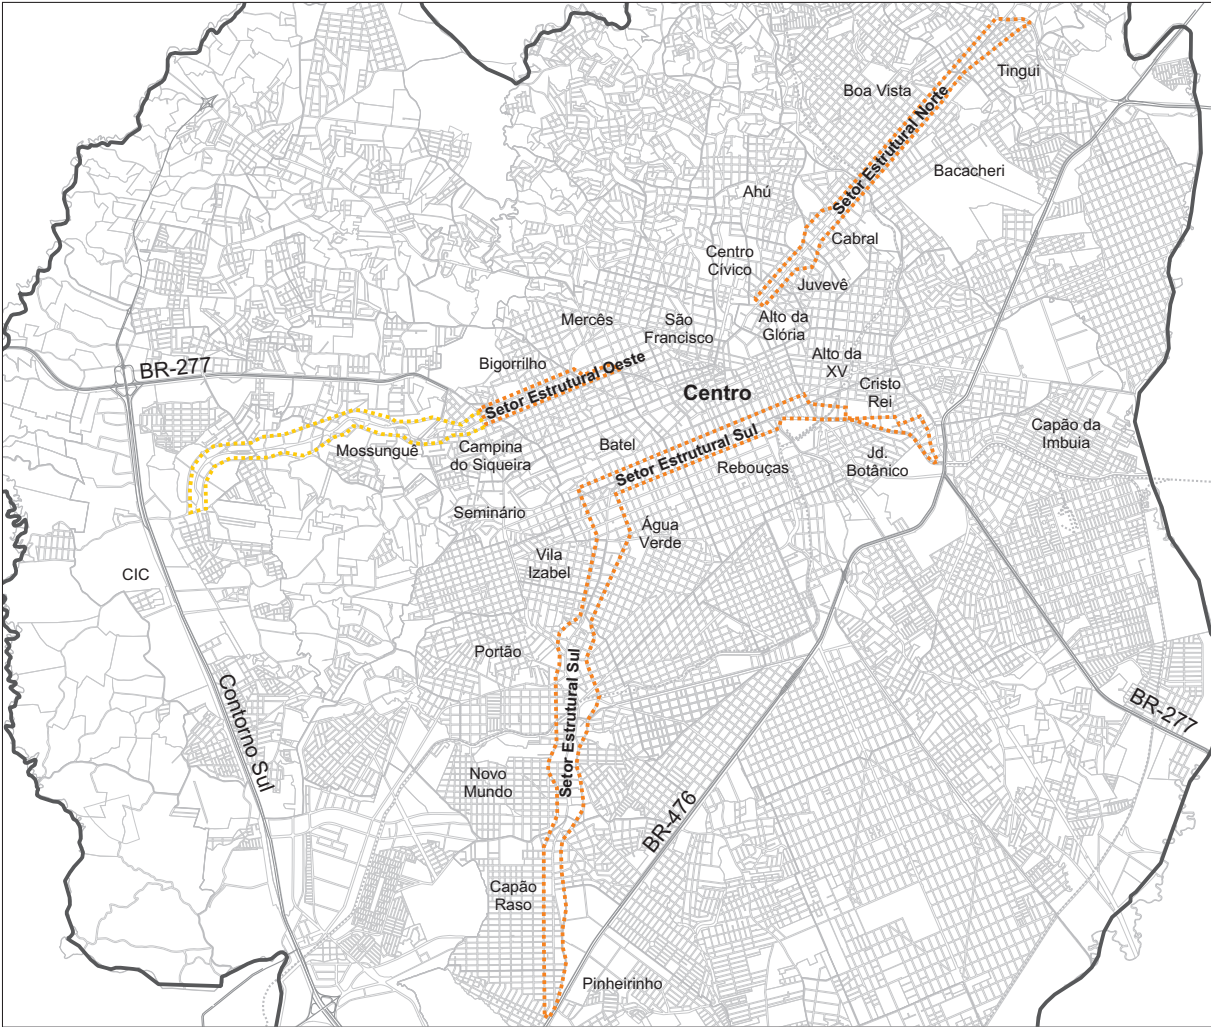 Tingui
Boa Vista
Setor Estrutural Norte
Bacacheri
Ahú
Cabral
Centro
Cívico
Juvevê
Alto da
Glória
Mercês
São
Francisco
Alto da
XV
BR-277
Bigorrilho
Setor Estrutural Oeste
Centro
Cristo
Rei
Capão da
Imbuia
Mossunguê
Campina
do Siqueira
Batel
Setor Estrutural Sul
Rebouças
Jd.
Botânico
Seminário
Água
Verde
Vila
Izabel
CIC
Portão
Setor Estrutural Sul
Contorno Sul
BR-277
Novo
Mundo
BR-476
Capão
Raso
Pinheirinho